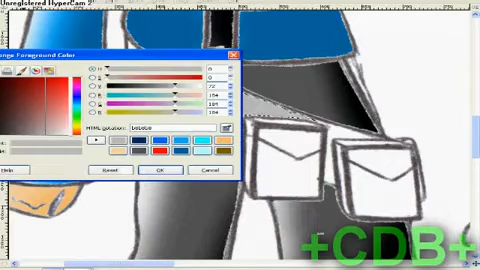 Unregistered HyperCam 2
nge Foreground Color
H
0
S
0
V
72
R
184
G
184
B
184
HTML notation:
b8b8b8
Help
Reset
OK
Cancel
+CDB+